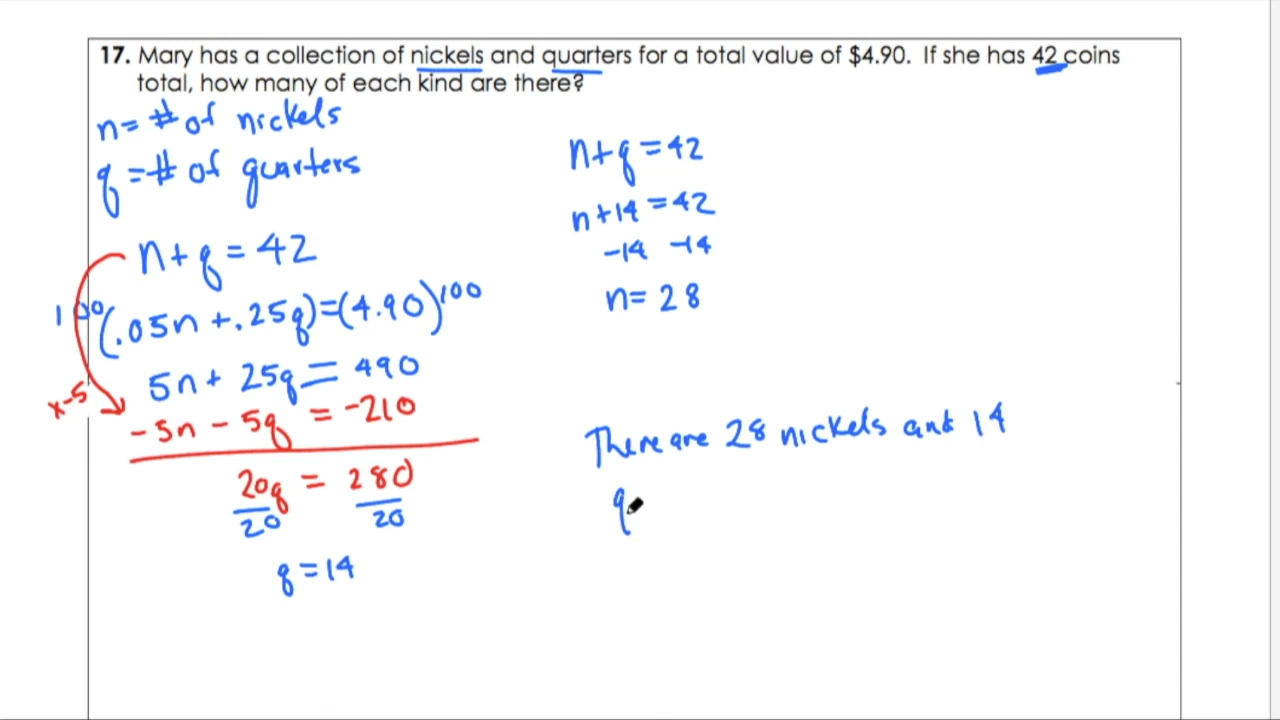 17. Mary has a collection of nickels and quarters for a total value of $4.90. If she has 42 coins
total, how many of each kind are there?
n = # of nickels
q = # of quarters
n + q = 42
100(.05n + .25q) = (4.90)100
5n + 25q = 490
x-5
-5n - 5q = -210
20q = 280
20 20
q = 14
n + q = 42
n + 14 = 42
-14 -14
n = 28
There are 28 nickels and 14
q